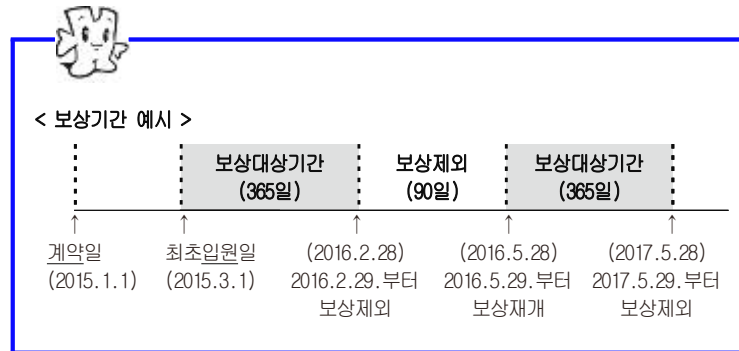 < 보상기간 예시 >
보상대상기간 보상제외 보상대상기간
(365일) (90일) (365일)
↑ ↑ ↑ ↑ ↑
계약일 최초입원일 (2016.2.28) (2016.5.28) (2017.5.28)
(2015.1.1) (2015.3.1) 2016.2.29.부터 2016.5.29.부터 2017.5.29.부터
보상제외 보상재개 보상제외